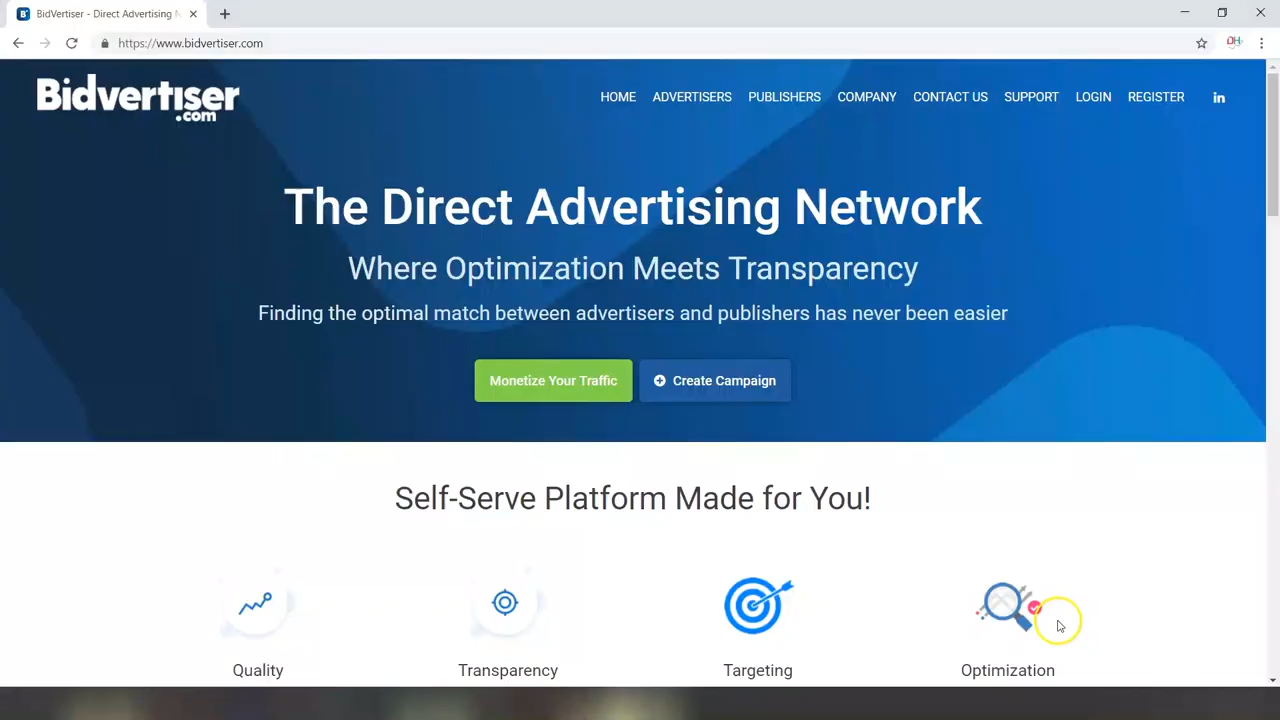 BidVertiser - Direct Advertising N
https://www.bidvertiser.com
Bidvertiser
.com
HOME ADVERTISERS PUBLISHERS COMPANY CONTACT US SUPPORT LOGIN REGISTER in
The Direct Advertising Network
Where Optimization Meets Transparency
Finding the optimal match between advertisers and publishers has never been easier
Monetize Your Traffic Create Campaign
Self-Serve Platform Made for You!
Quality Transparency Targeting Optimization